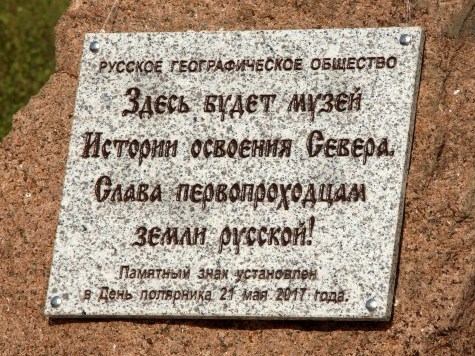 РУССКОЕ ГЕОГРАФИЧЕСКОЕ ОБЩЕСТВО
Здесь будет музей
Истории освоения Севера.
Слава первопроходцам
земли русской!
Памятный знак установлен
в День полярника 21 мая 2017 года.